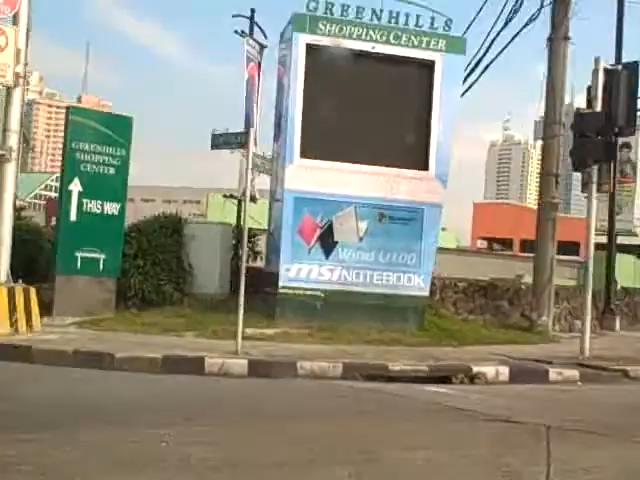 GREENHILLS
SHOPPING CENTER
GREENHILLS
SHOPPING
CENTER
THIS WAY
Wind U100
msi NOTEBOOK